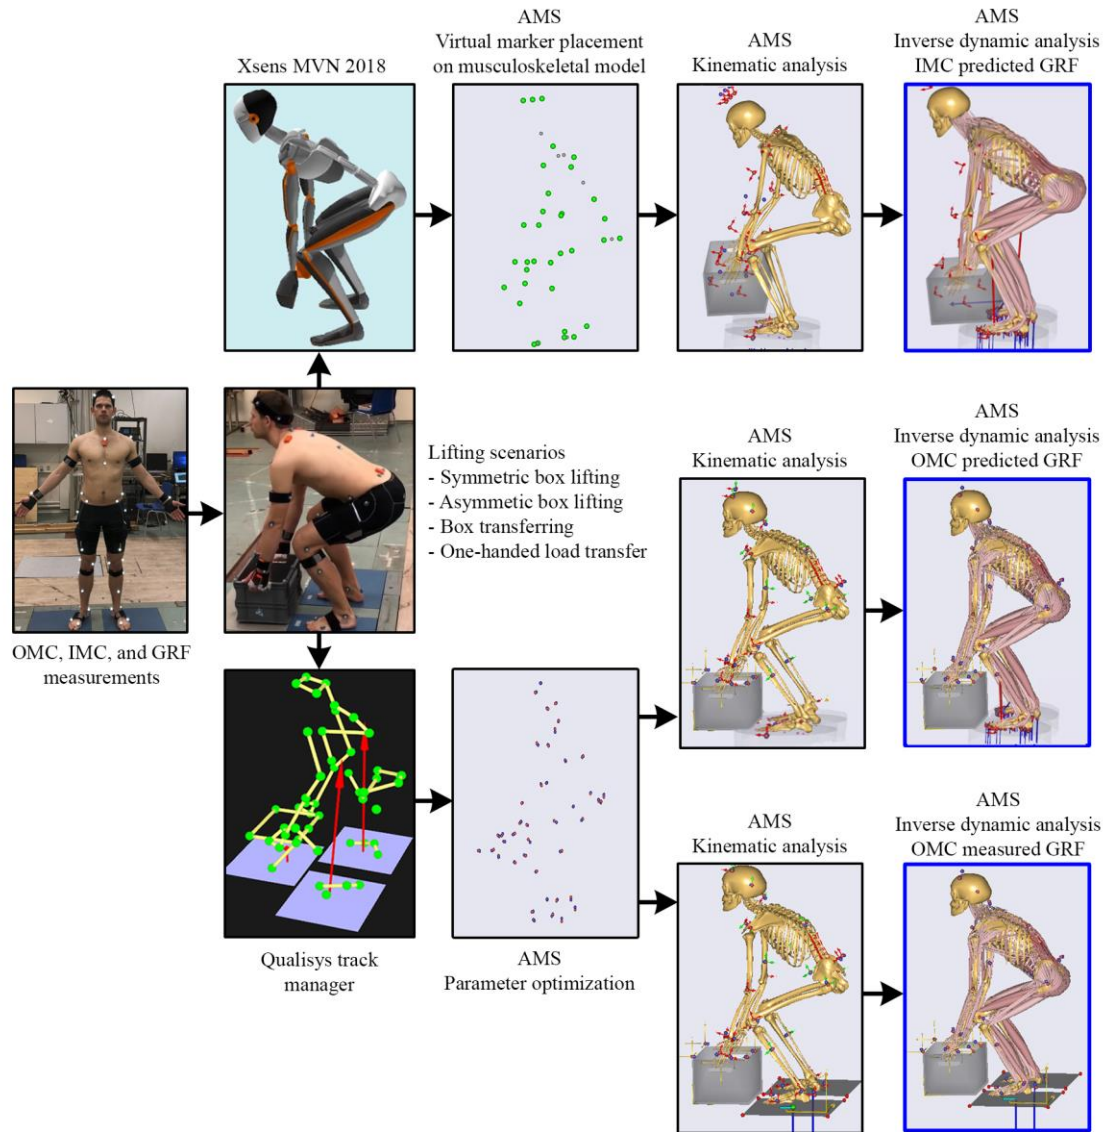 AMS
Virtual marker placement
on musculoskeletal model
AMS
Inverse dynamic analysis
IMC predicted GRF
Xsens MVN 2018
AMS
Kinematic analysis
Lifting scenarios
- Symmetric box lifting
- Asymmetic box lifting
- Box transferring
- One-handed load transfer
AMS
Kinematic analysis
AMS
Inverse dynamic analysis
OMC predicted GRF
OMC, IMC, and GRF
measurements
AMS
Kinematic analysis
AMS
Inverse dynamic analysis
OMC measured GRF
Qualisys track
manager
AMS
Parameter optimization